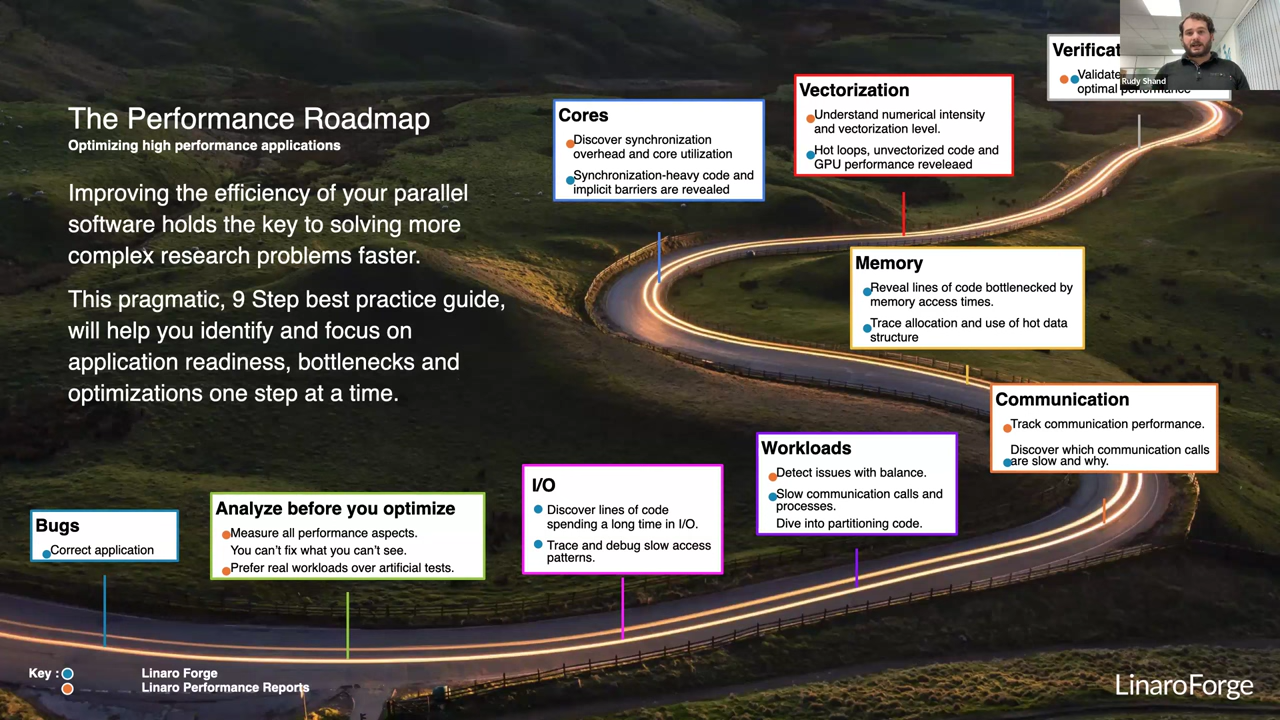 The Performance Roadmap
Optimizing high performance applications
Improving the efficiency of your parallel
software holds the key to solving more
complex research problems faster.
This pragmatic, 9 Step best practice guide,
will help you identify and focus on
application readiness, bottlenecks and
optimizations one step at a time.
Bugs
Correct application
Analyze before you optimize
Measure all performance aspects.
You can't fix what you can't see.
Prefer real workloads over artificial tests.
I/O
Discover lines of code
spending a long time in I/O.
Trace and debug slow access
patterns.
Workloads
Detect issues with balance.
Slow communication calls and
processes.
Dive into partitioning code.
Communication
Track communication performance.
Discover which communication calls
are slow and why.
Memory
Reveal lines of code bottlenecked by
memory access times.
Trace allocation and use of hot data
structure
Cores
Discover synchronization
overhead and core utilization
Synchronization-heavy code and
implicit barriers are revealed
Vectorization
Understand numerical intensity
and vectorization level.
Hot loops, unvectorized code and
GPU performance reveleaed
Verificat
Validate
optimal performance
Rudy Shand
Key :
Linaro Forge
Linaro Performance Reports
LinaroForge